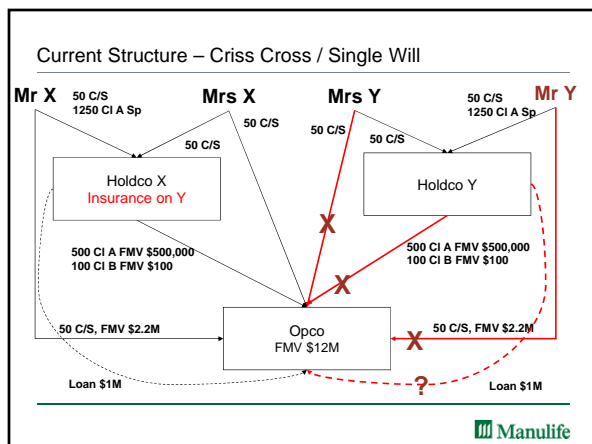 Current Structure – Criss Cross / Single Will
Mr X
50 C/S
1250 Cl A Sp
Mrs X
Mrs Y
50 C/S
1250 Cl A Sp
Mr Y
50 C/S
50 C/S
50 C/S
50 C/S
Holdco X
Insurance on Y
Holdco Y
X
500 Cl A FMV $500,000
100 Cl B FMV $100
X
500 Cl A FMV $500,000
100 Cl B FMV $100
50 C/S, FMV $2.2M
Opco
FMV $12M
50 C/S, FMV $2.2M
X
Loan $1M
?
Loan $1M
Manulife